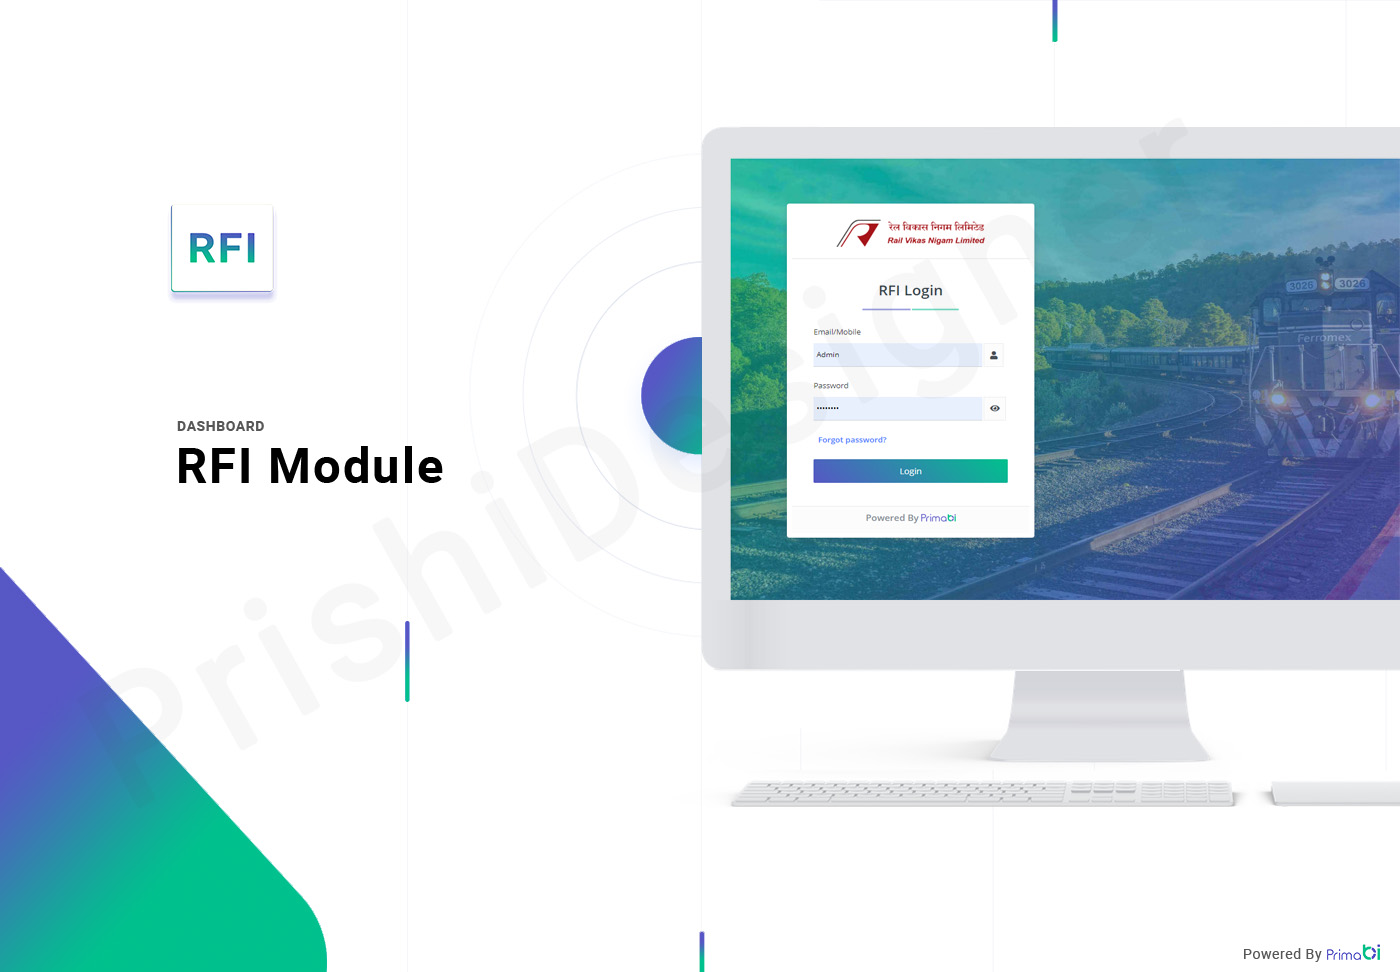 RFI
DASHBOARD
RFI Module
रेल विकास निगम लिमिटेड
Rail Vikas Nigam Limited
RFI Login
Email/Mobile
Admin
Password
Forgot password?
Login
Powered By Primabi
3026
3026
Ferromex
PrishiDesigner
Powered By Primabi